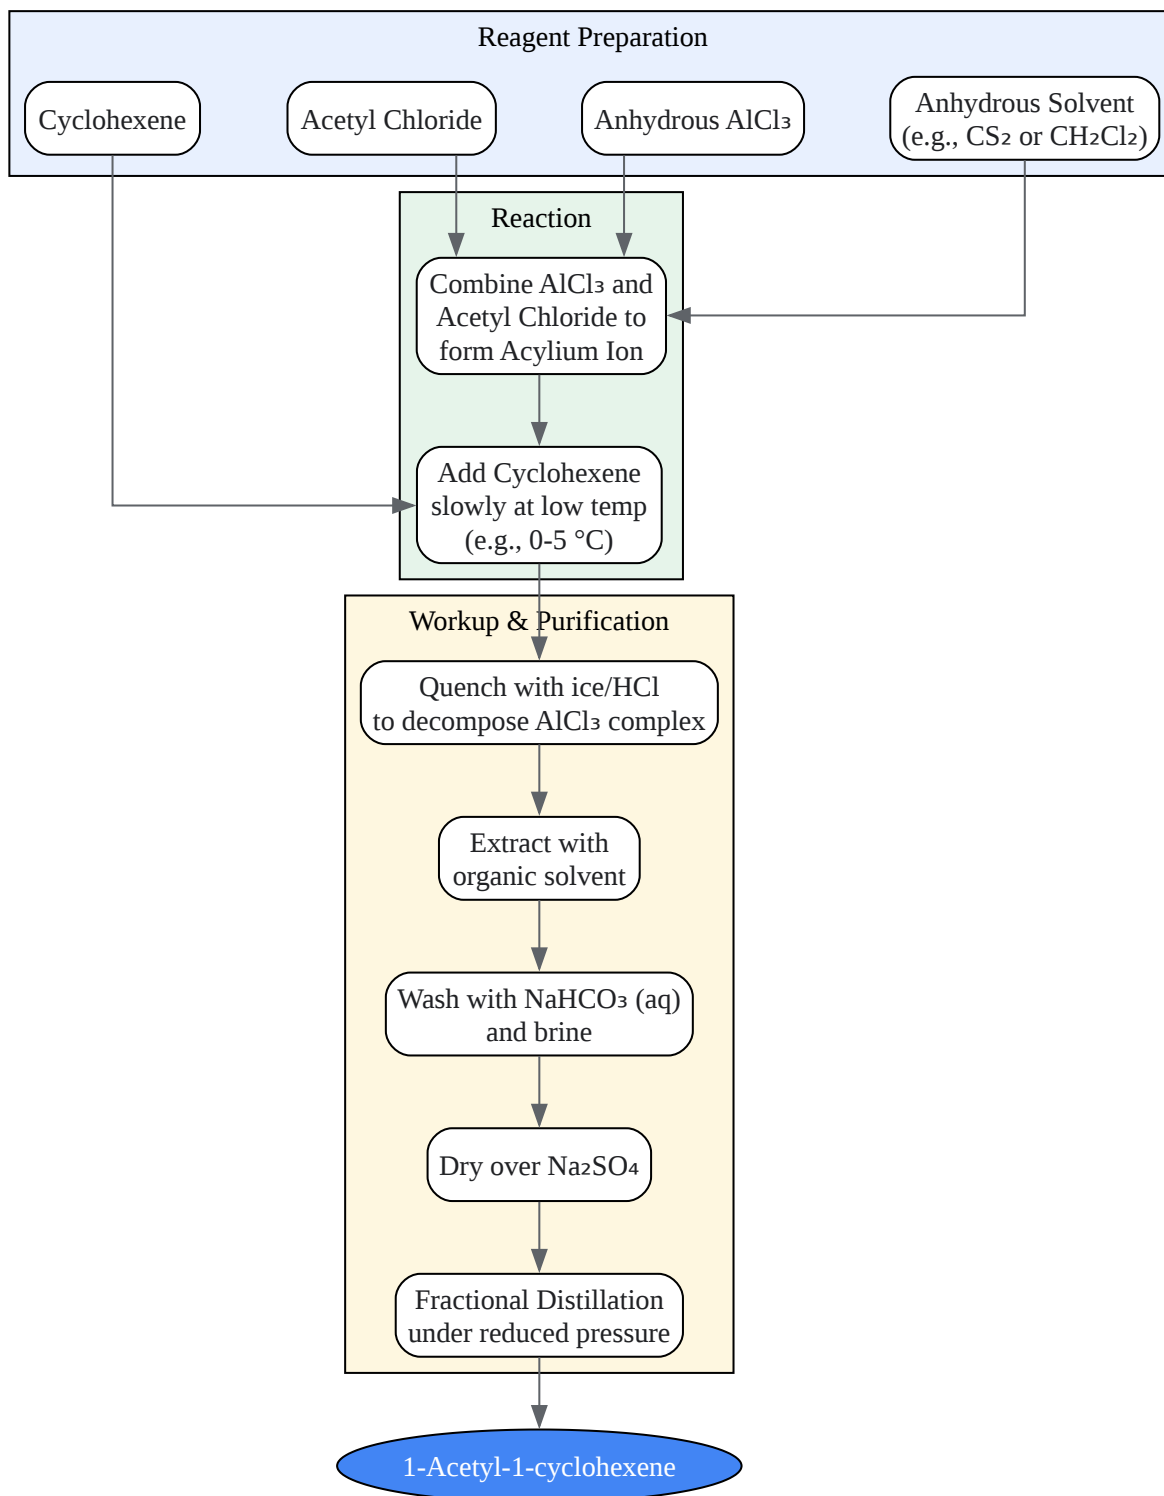 Reagent Preparation
Cyclohexene
Acetyl Chloride
Anhydrous AlCl₃
Anhydrous Solvent
(e.g., CS₂ or CH₂Cl₂)
Reaction
Combine AlCl₃ and
Acetyl Chloride to
form Acylium Ion
Add Cyclohexene
slowly at low temp
(e.g., 0-5 °C)
Workup & Purification
Quench with ice/HCl
to decompose AlCl₃ complex
Extract with
organic solvent
Wash with NaHCO₃ (aq)
and brine
Dry over Na₂SO₄
Fractional Distillation
under reduced pressure
1-Acetyl-1-cyclohexene